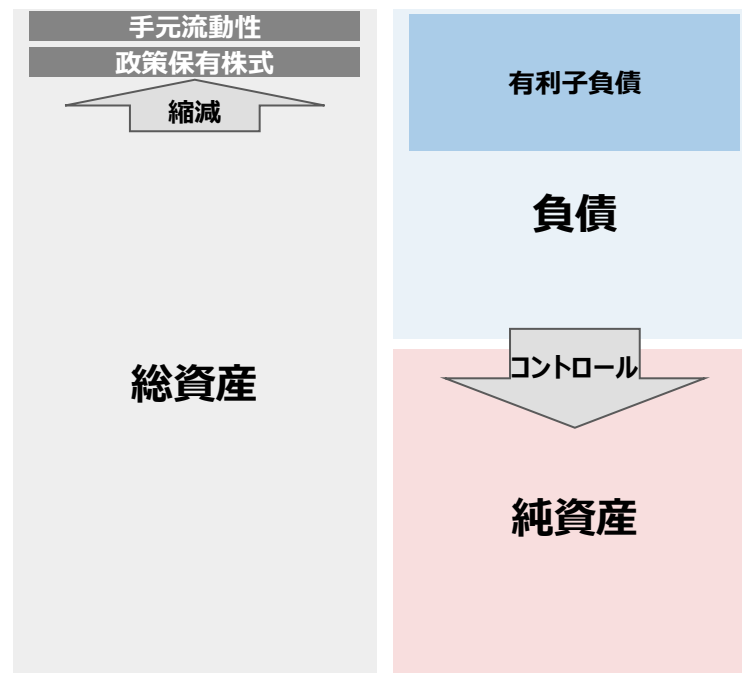 手元流動性
政策保有株式
縮減
総資産
有利子負債
負債
コントロール
純資産